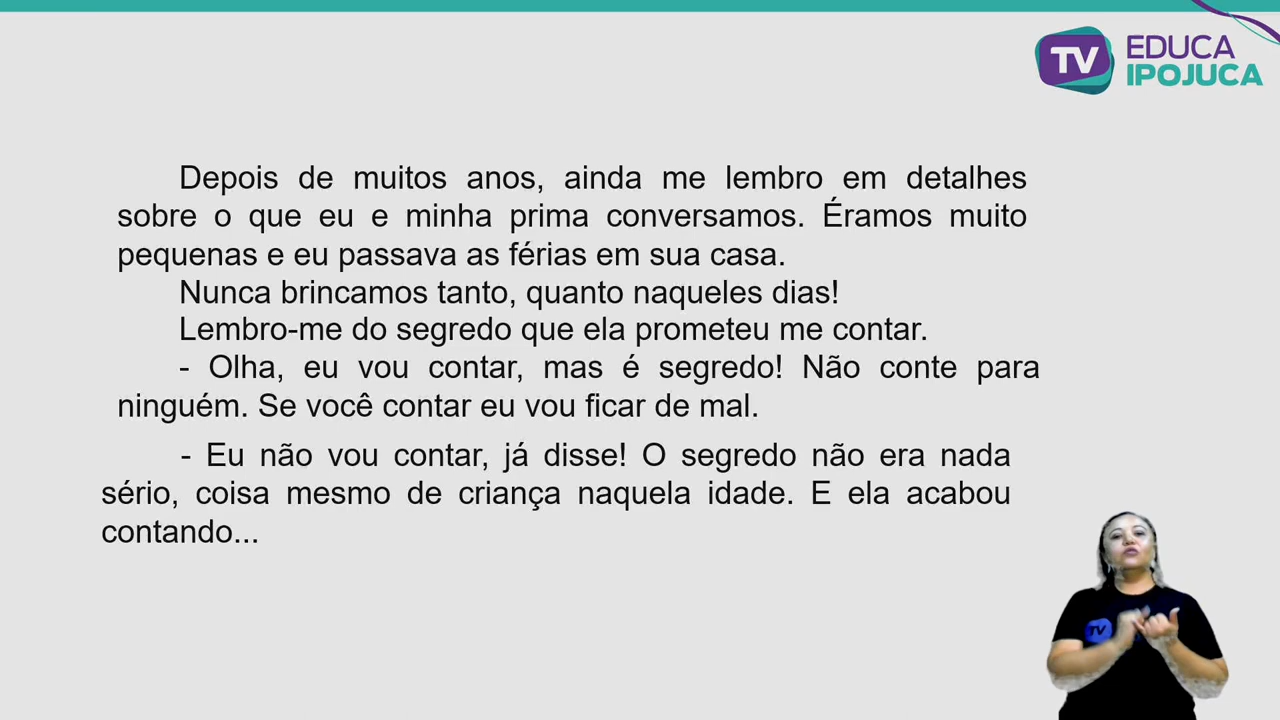 TV EDUCA
IPOJUCA
Depois de muitos anos, ainda me lembro em detalhes
sobre o que eu e minha prima conversamos. Éramos muito
pequenas e eu passava as férias em sua casa.
Nunca brincamos tanto, quanto naqueles dias!
Lembro-me do segredo que ela prometeu me contar.
- Olha, eu vou contar, mas é segredo! Não conte para
ninguém. Se você contar eu vou ficar de mal.
- Eu não vou contar, já disse! O segredo não era nada
sério, coisa mesmo de criança naquela idade. E ela acabou
contando...
TV